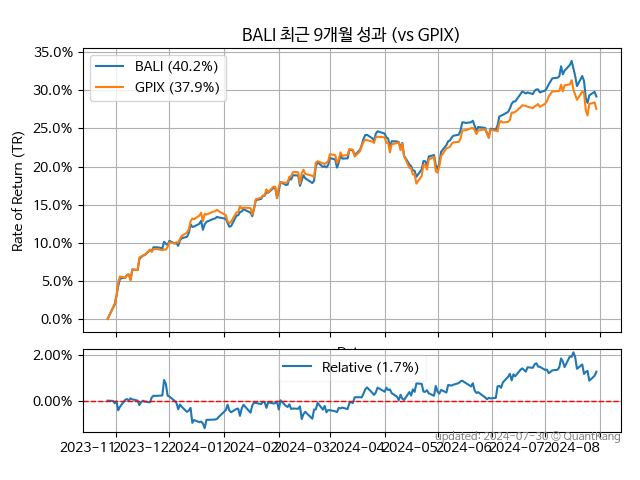 BALI 최근 9개월 성과 (vs GPIX)
35.0%
30.0%
25.0%
20.0%
15.0%
10.0%
5.0%
0.0%
Rate of Return (TR)
BALI (40.2%)
GPIX (37.9%)
2.00%
0.00%
Relative (1.7%)
2023-11 2023-12 2024-01 2024-02 2024-03 2024-04 2024-05 2024-06 2024-07 2024-08
updated: 2024-07-30 © QuantKang